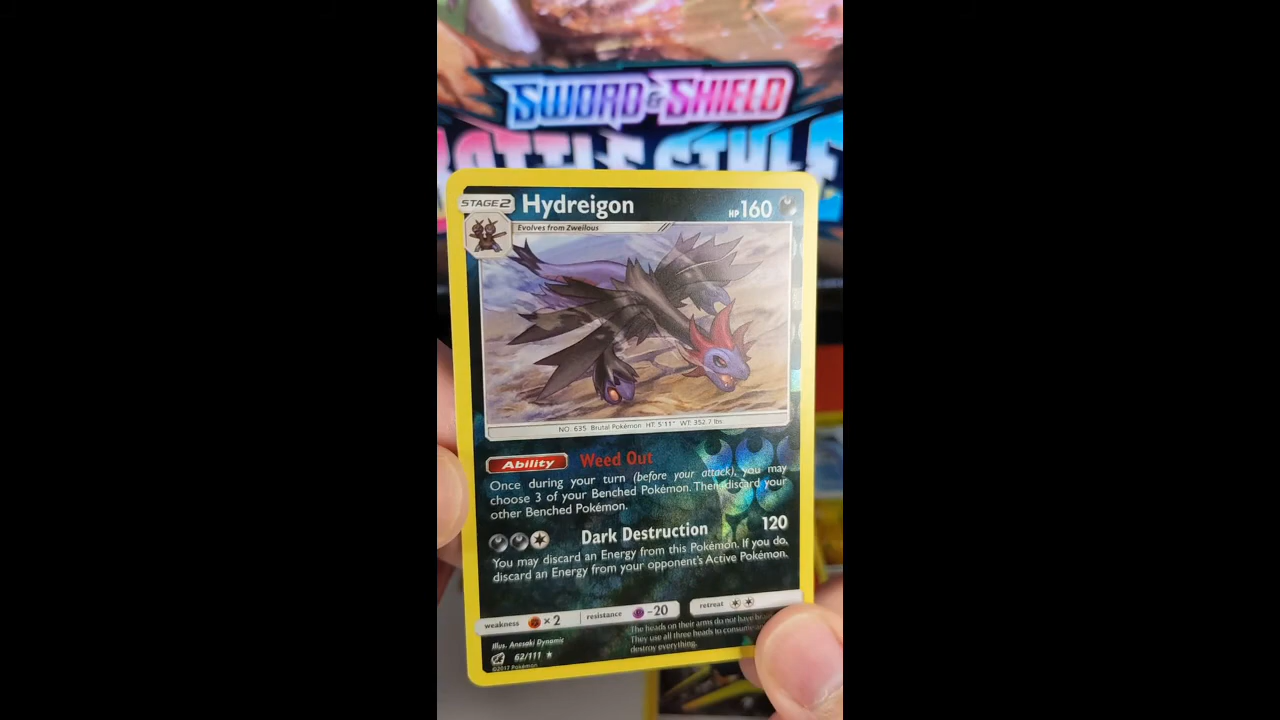 SWORD & SHIELD
BATTLE STYLE
STAGE 2 Hydreigon HP 160
Evolves from Zweilous
NO. 635 Brutal Pokémon HT: 5'11" WT: 352.7 lbs.
Ability Weed Out
Once during your turn (before your attack), you may
choose 3 of your Benched Pokémon. Then, discard your
other Benched Pokémon.
Dark Destruction 120
You may discard an Energy from this Pokémon. If you do,
discard an Energy from your opponent's Active Pokémon.
weakness ×2 resistance -20 retreat
The heads on their arms do not have
They use all three heads to consume
destroy everything.
Illus. Anesaki Dynamic
62/111 ★
©2017 Pokémon